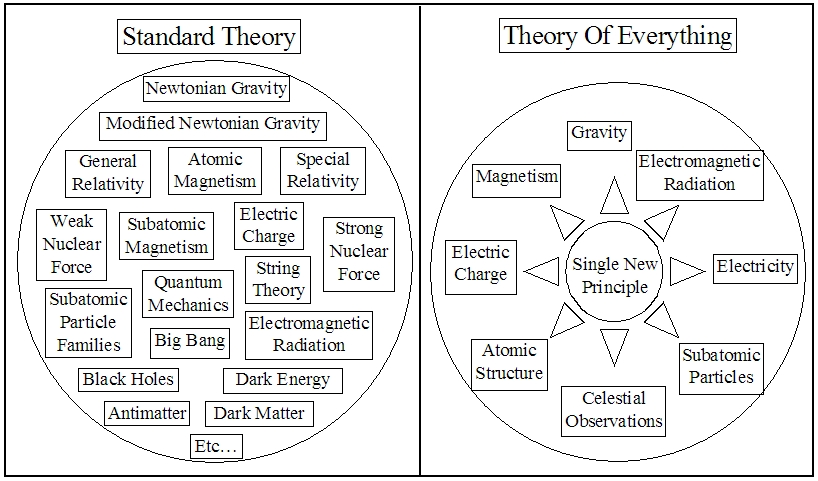 Standard Theory
Newtonian Gravity
Modified Newtonian Gravity
General
Relativity
Atomic
Magnetism
Special
Relativity
Weak
Nuclear
Force
Subatomic
Magnetism
Electric
Charge
Strong
Nuclear
Force
Quantum
Mechanics
String
Theory
Subatomic
Particle
Families
Big Bang
Electromagnetic
Radiation
Black Holes
Dark Energy
Antimatter
Dark Matter
Etc…
Theory Of Everything
Gravity
Electromagnetic
Radiation
Magnetism
Electric
Charge
Single New
Principle
Electricity
Atomic
Structure
Subatomic
Particles
Celestial
Observations